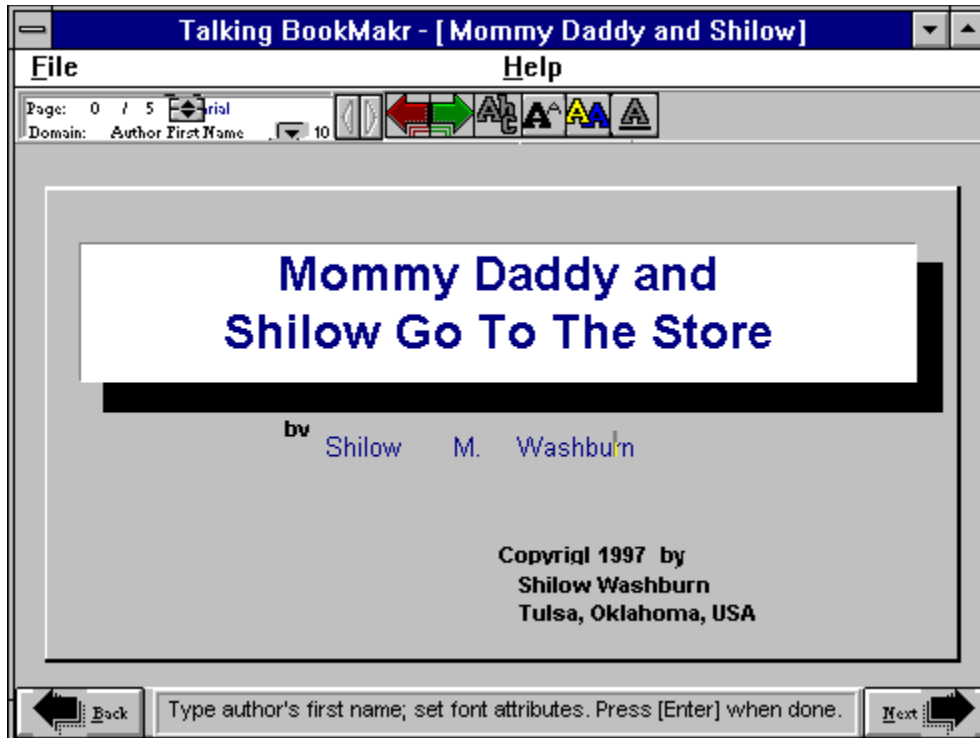 Talking BookMakr - [Mommy Daddy and Shilow]
File Help
Page: 0 / 5 rial
Domain: Author First Name 10
Mommy Daddy and
Shilow Go To The Store
by Shilow M. Washburn
Copyrigl 1997 by
Shilow Washburn
Tulsa, Oklahoma, USA
Back Type author's first name; set font attributes. Press [Enter] when done. Next